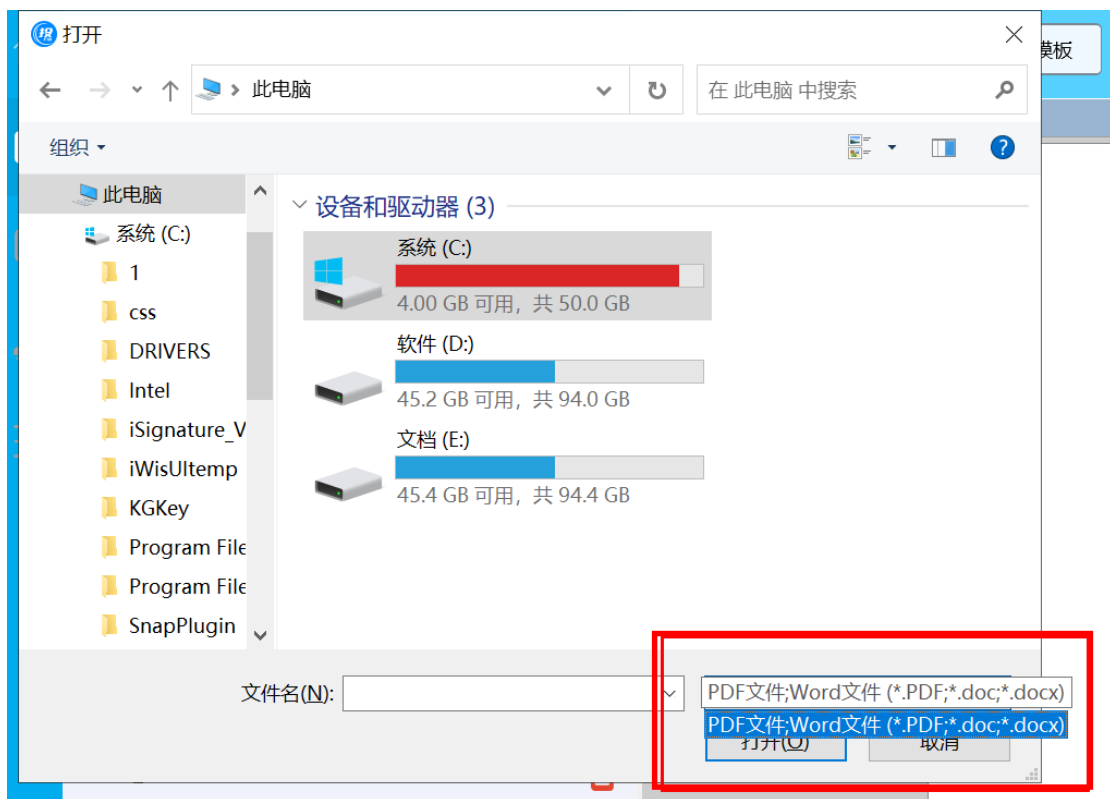 投 打开
模板
此电脑
在 此电脑 中搜索
组织
此电脑
系统 (C:)
1
css
DRIVERS
Intel
iSignature_V
iWisUItemp
KGKey
Program File
Program File
SnapPlugin
设备和驱动器 (3)
系统 (C:)
4.00 GB 可用，共 50.0 GB
软件 (D:)
45.2 GB 可用，共 94.0 GB
文档 (E:)
45.4 GB 可用，共 94.4 GB
文件名(N):
PDF文件;Word文件 (*.PDF;*.doc;*.docx)
PDF文件;Word文件 (*.PDF;*.doc;*.docx)
打开(O)
取消